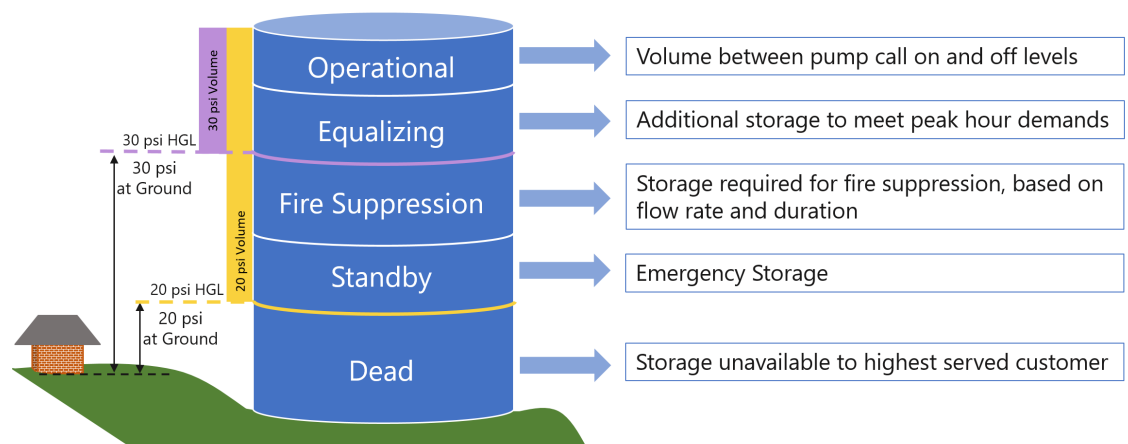 Operational
Volume between pump call on and off levels
30 psi Volume
Equalizing
Additional storage to meet peak hour demands
30 psi HGL
30 psi
at Ground
Fire Suppression
Storage required for fire suppression, based on
flow rate and duration
20 psi Volume
Standby
Emergency Storage
20 psi HGL
20 psi
at Ground
Dead
Storage unavailable to highest served customer